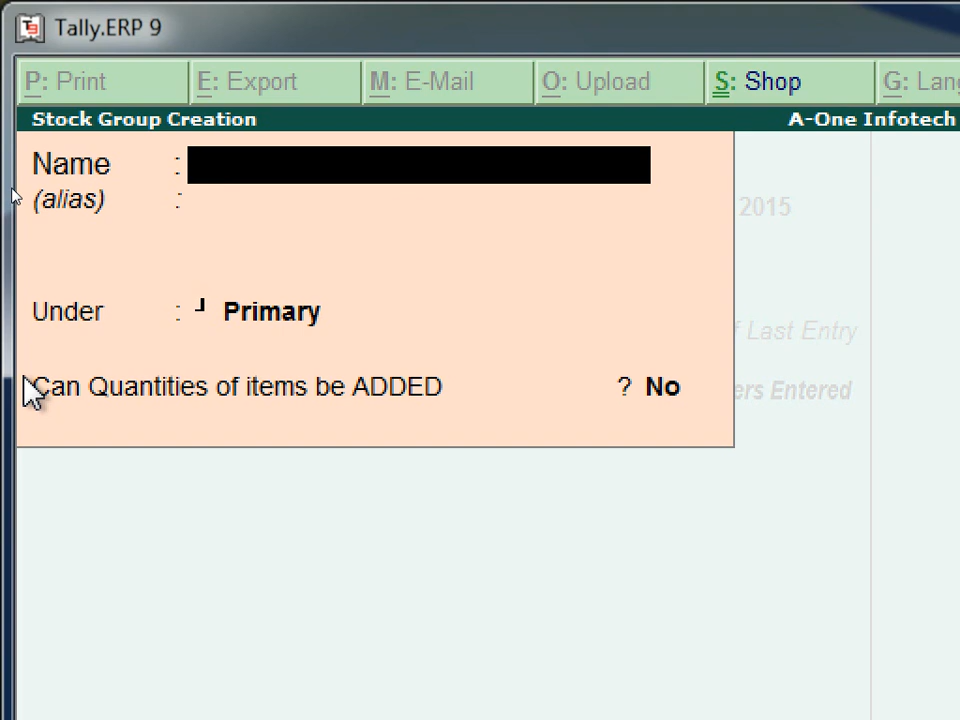 Tally.ERP 9
P: Print E: Export M: E-Mail O: Upload S: Shop G: Lang
Stock Group Creation A-One Infotech
Name :
(alias) :
2015
Under : ┘ Primary
f Last Entry
Can Quantities of items be ADDED ? No
ers Entered